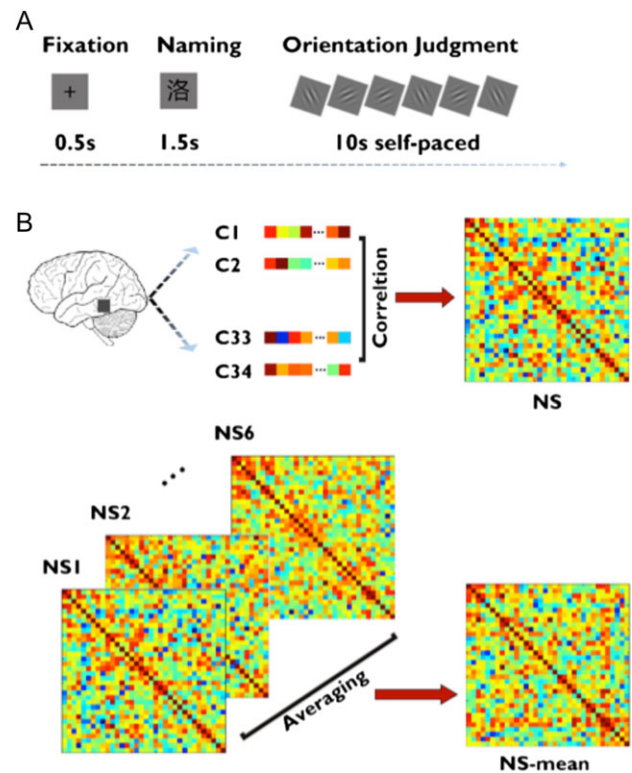 A
Fixation Naming Orientation Judgment
+ 洛
0.5s 1.5s 10s self-paced
B
C1
C2
C33
C34
...
...
...
...
Correltion
NS
NS6
...
NS2
NS1
Averaging
NS-mean